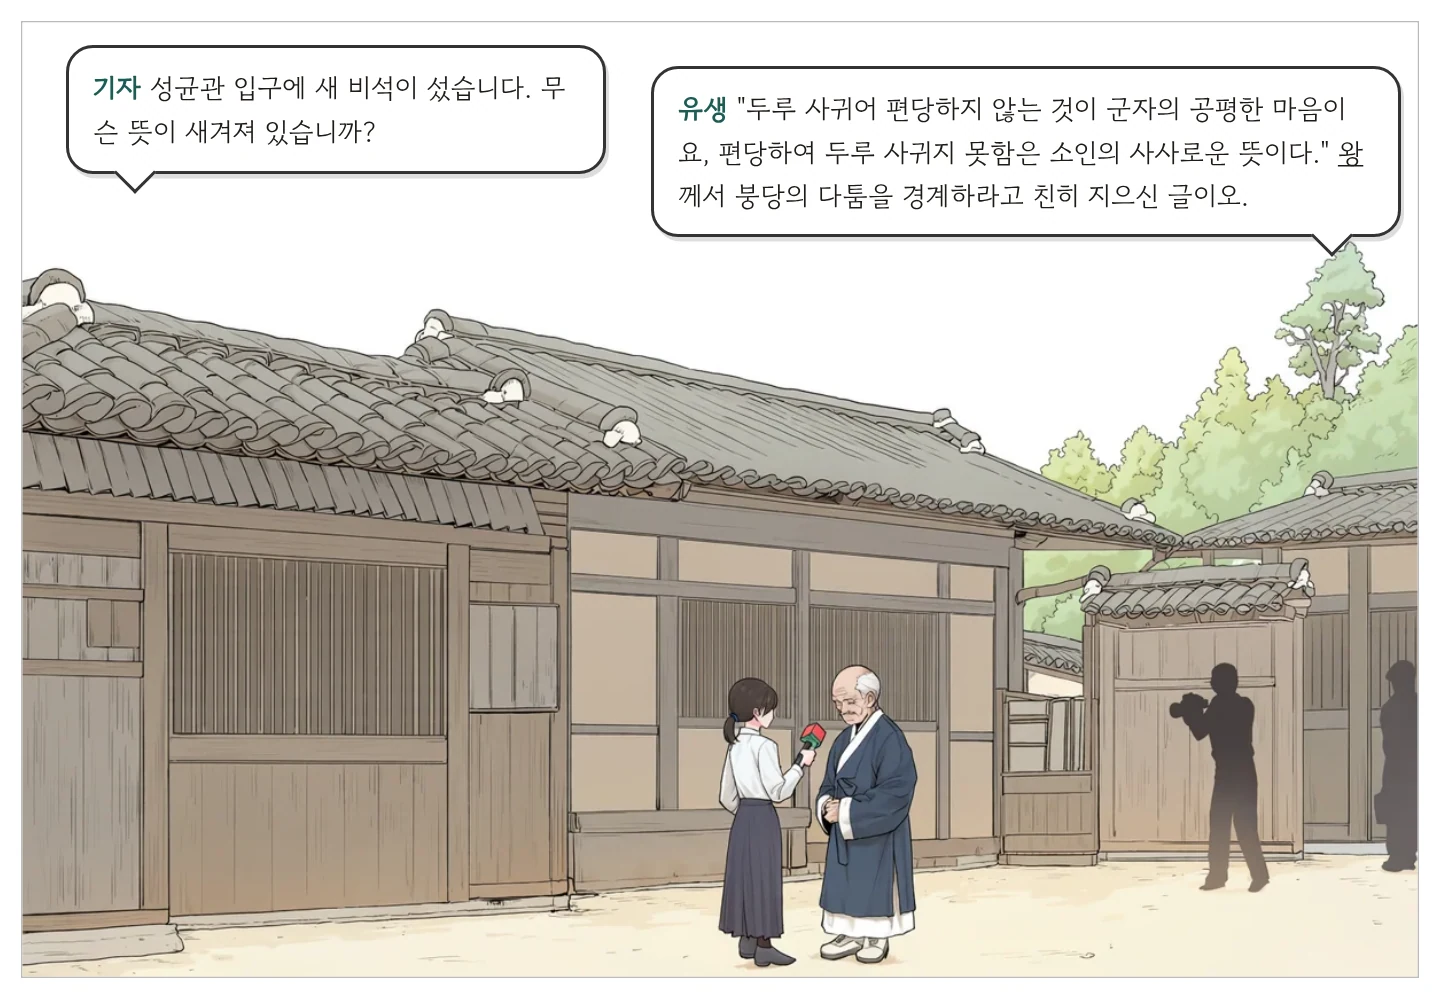 기자 성균관 입구에 새 비석이 섰습니다. 무
슨 뜻이 새겨져 있습니까?
유생 "두루 사귀어 편당하지 않는 것이 군자의 공평한 마음이
요, 편당하여 두루 사귀지 못함은 소인의 사사로운 뜻이다." 왕
께서 붕당의 다툼을 경계하라고 친히 지으신 글이오.